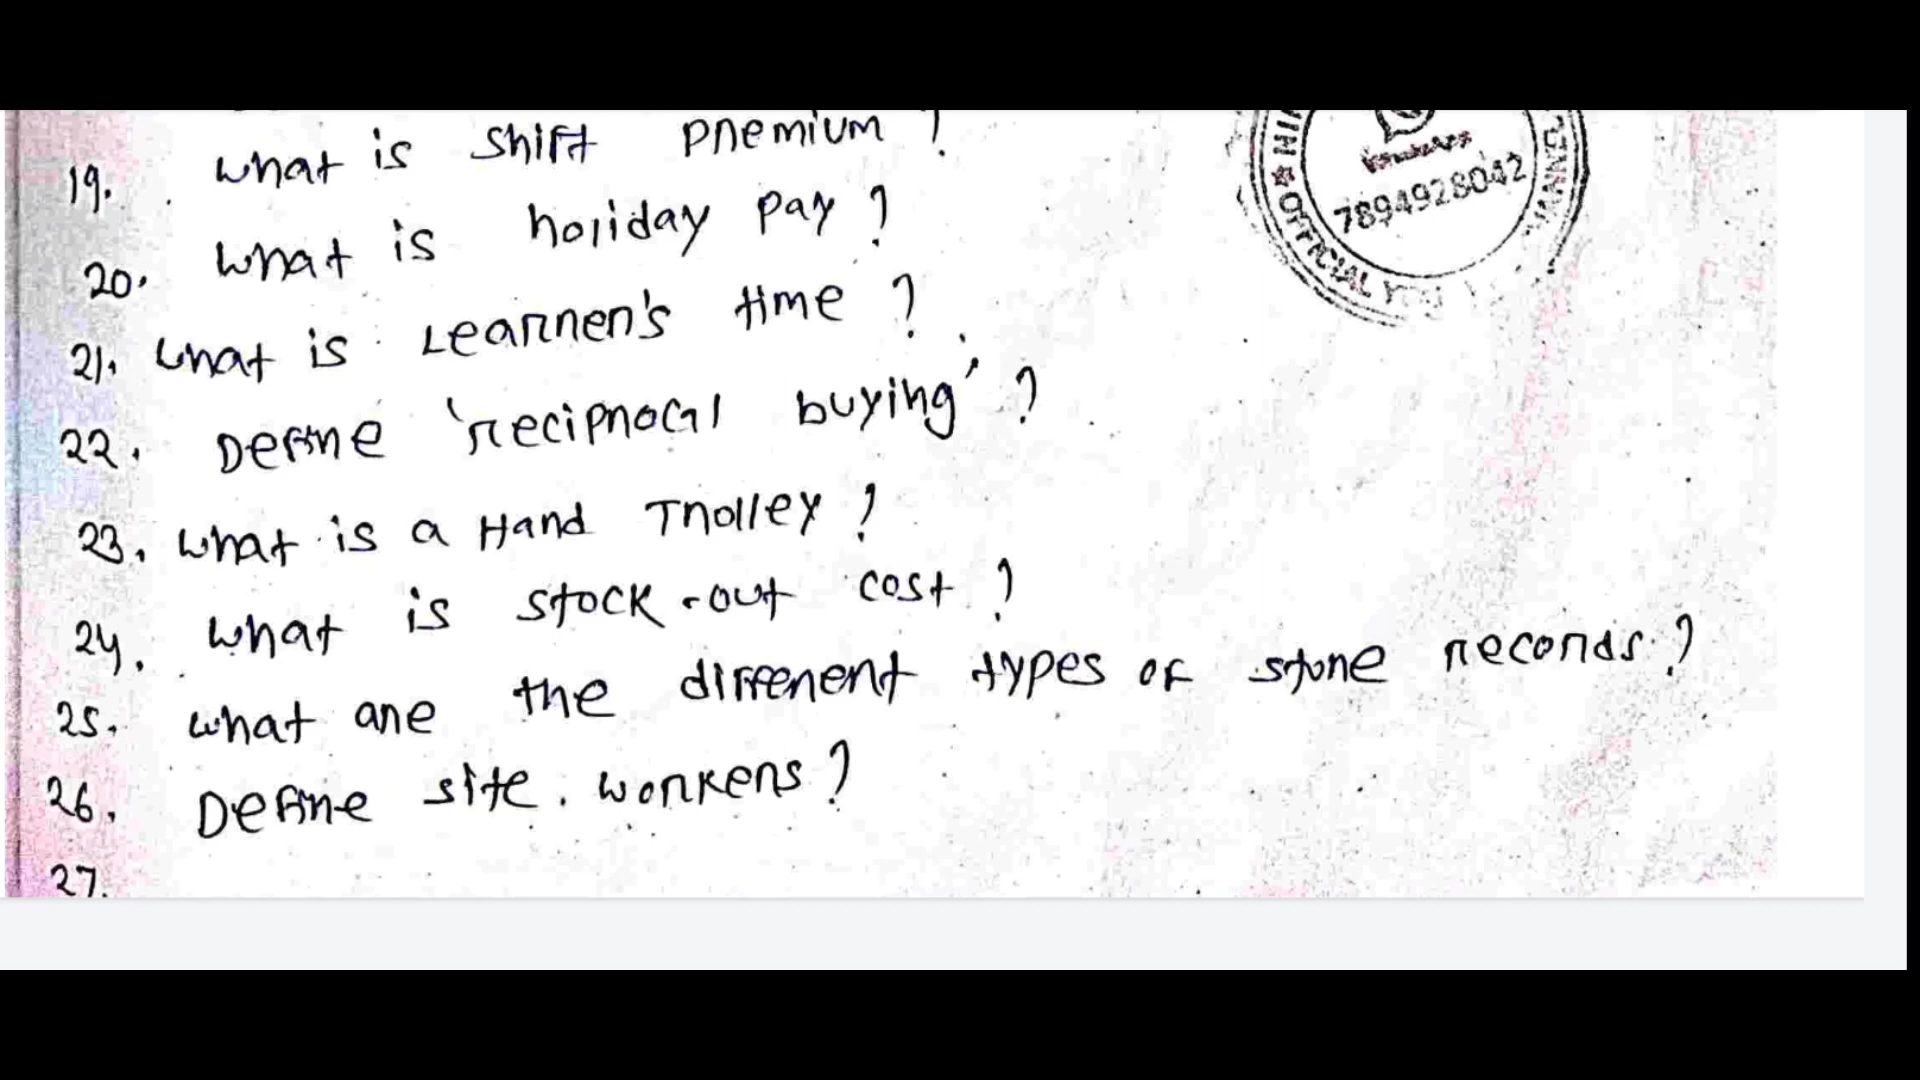 19. What is shift premium?
20. What is holiday pay?
21. What is Learner's time?
22. Define 'reciprocal buying'?
23. What is a Hand Trolley?
24. What is stock-out cost?
25. What are the different types of store records?
26. Define site workers?
27.
WhatsApp
7894928042
OFFICIAL